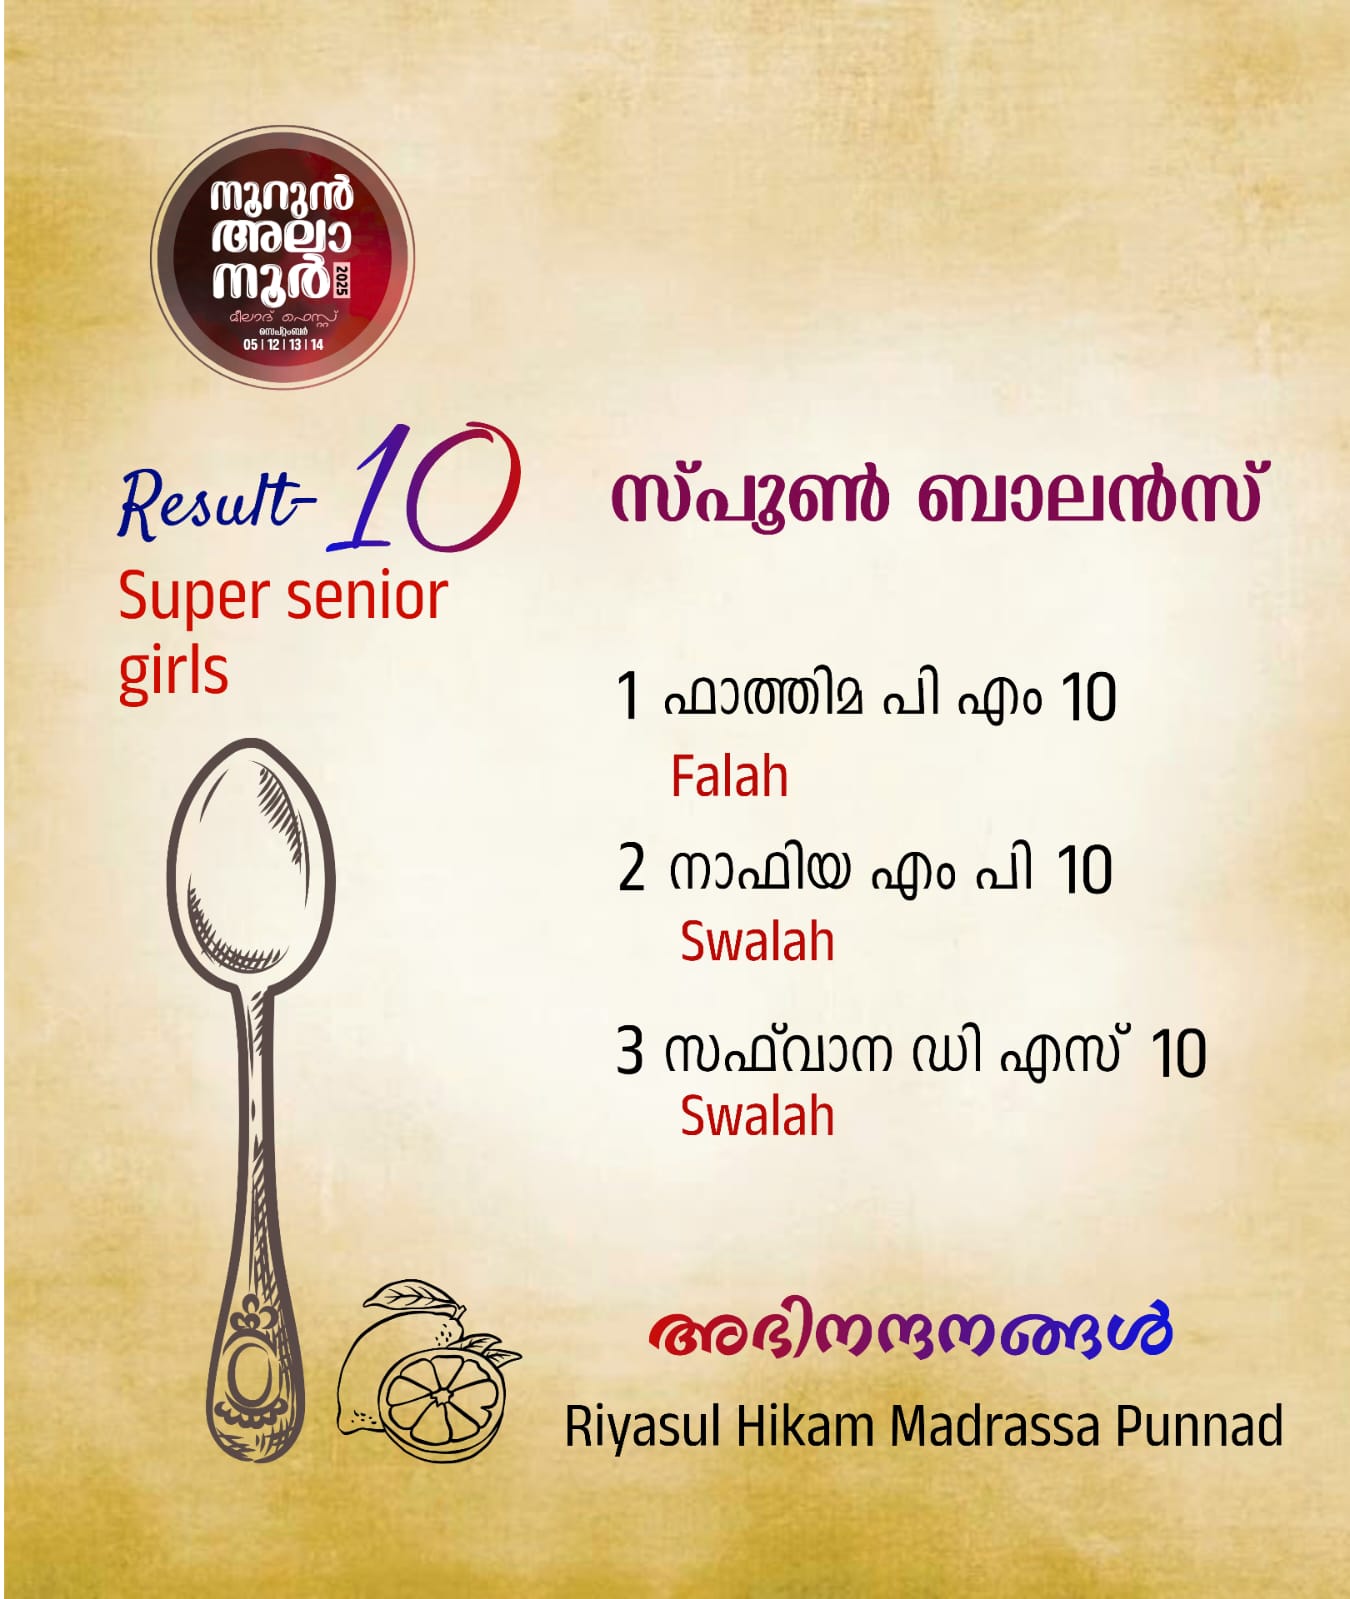 നൂറുൻ
അലാ
നൂർ 2025
മീലാദ് ഫെസ്റ്റ്
സെപ്റ്റംബർ
05 | 12 | 13 | 14
Result- 10
Super senior
girls
സ്പൂൺ ബാലൻസ്
1 ഫാത്തിമ പി എം 10
Falah
2 നാഫിയ എം പി 10
Swalah
3 സഫ്‌വാന ഡി എസ് 10
Swalah
അഭിനന്ദനങ്ങൾ
Riyasul Hikam Madrassa Punnad